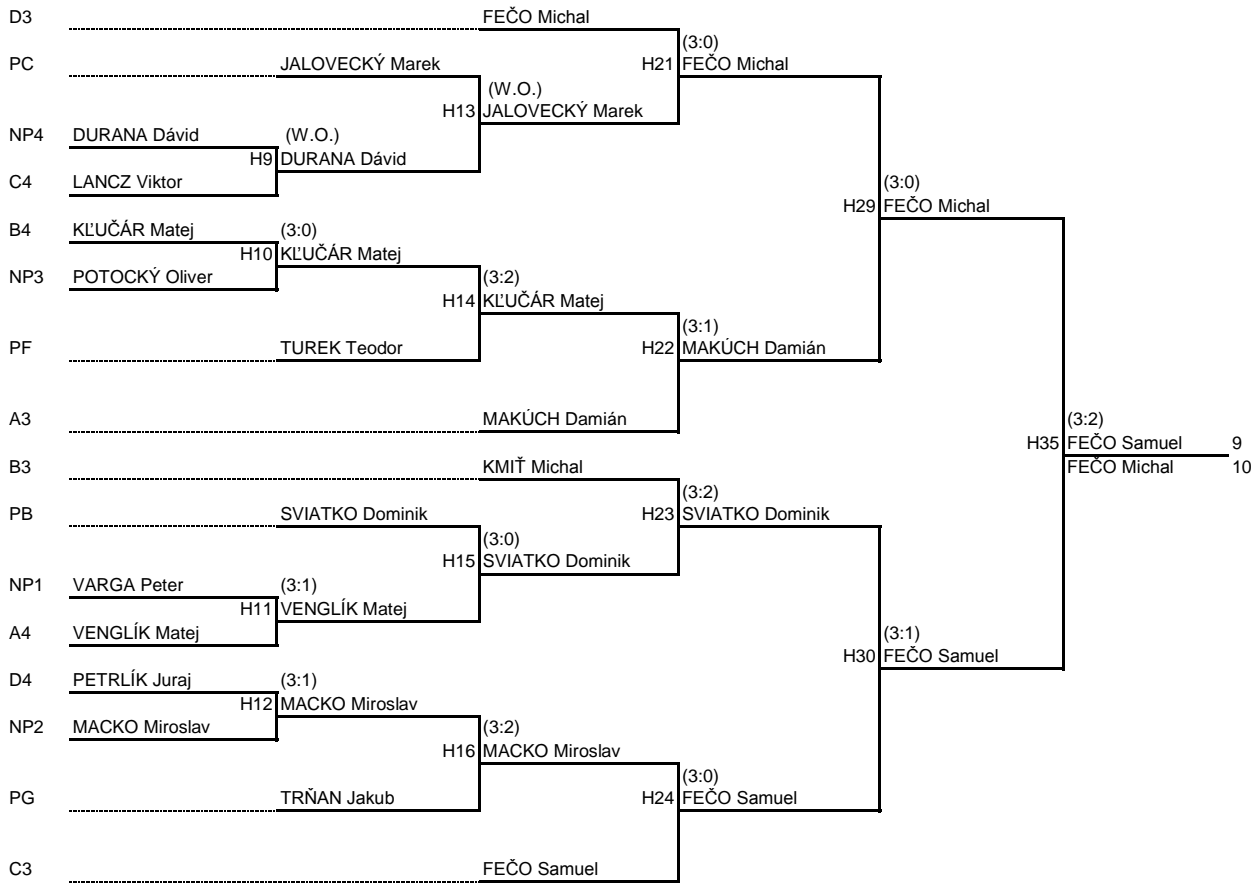 D3 FEČO Michal
(3:0)
PC JALOVECKÝ Marek H21 FEČO Michal
(W.O.)
H13 JALOVECKÝ Marek
NP4 DURANA Dávid (W.O.)
H9 DURANA Dávid
C4 LANCZ Viktor (3:0)
H29 FEČO Michal
B4 KĽUČÁR Matej (3:0)
H10 KĽUČÁR Matej
NP3 POTOCKÝ Oliver (3:2)
H14 KĽUČÁR Matej
(3:1)
PF TUREK Teodor H22 MAKÚCH Damián
A3 MAKÚCH Damián (3:2)
H35 FEČO Samuel 9
B3 KMIŤ Michal FEČO Michal 10
(3:2)
PB SVIATKO Dominik H23 SVIATKO Dominik
(3:0)
H15 SVIATKO Dominik
NP1 VARGA Peter (3:1)
H11 VENGLÍK Matej
A4 VENGLÍK Matej (3:1)
H30 FEČO Samuel
D4 PETRLÍK Juraj (3:1)
H12 MACKO Miroslav
NP2 MACKO Miroslav (3:2)
H16 MACKO Miroslav
(3:0)
PG TRŇAN Jakub H24 FEČO Samuel
C3 FEČO Samuel